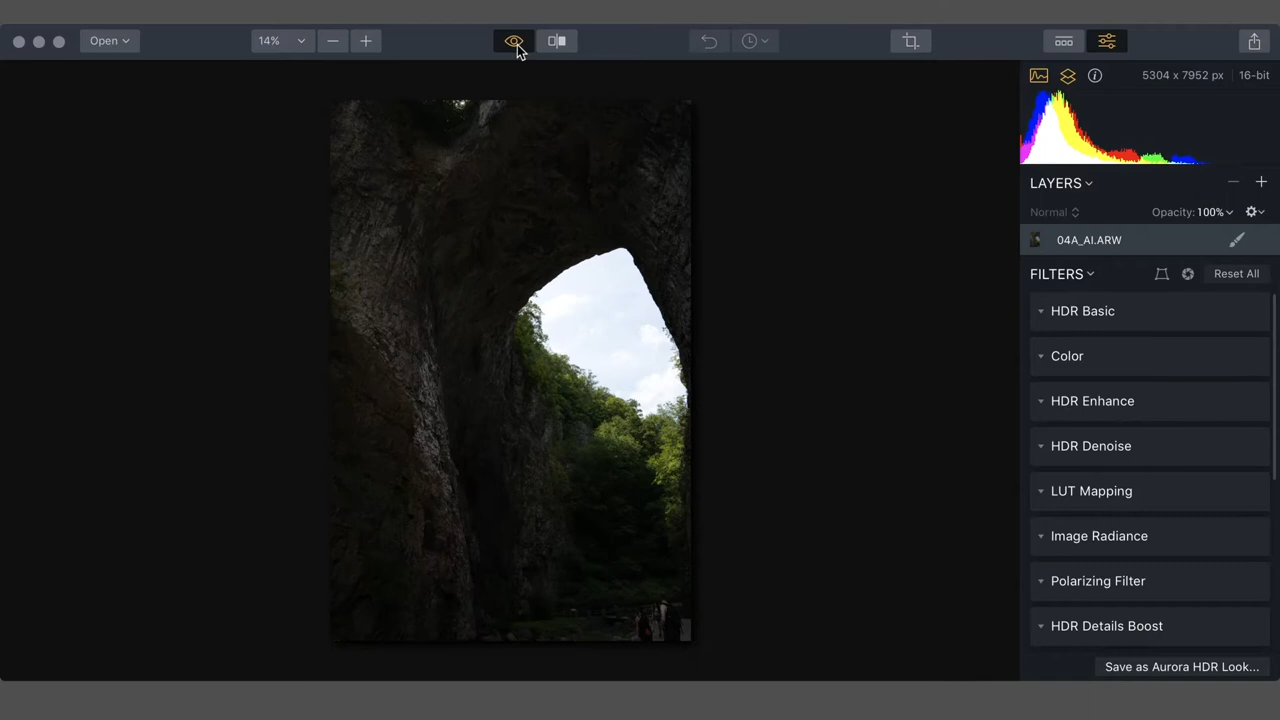 Open
14%
5304 x 7952 px
16-bit
LAYERS
Normal
Opacity: 100%
04A_AI.ARW
FILTERS
Reset All
HDR Basic
Color
HDR Enhance
HDR Denoise
LUT Mapping
Image Radiance
Polarizing Filter
HDR Details Boost
Save as Aurora HDR Look...